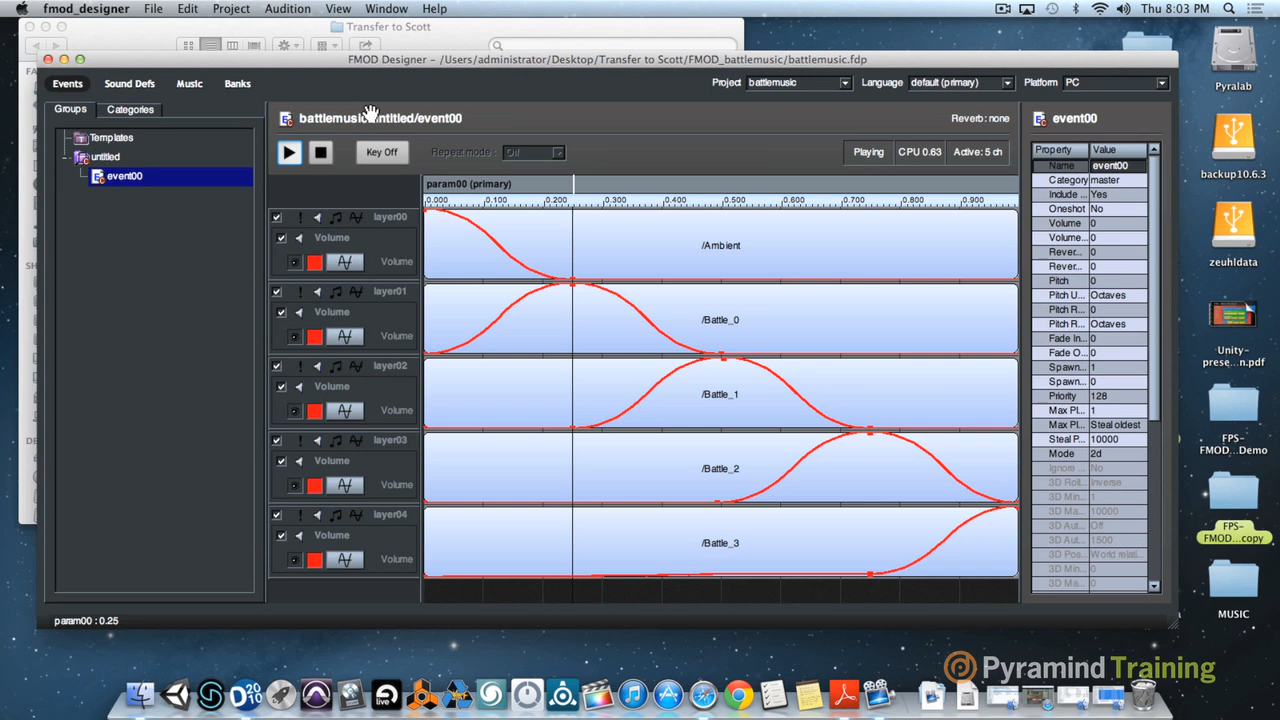 fmod_designer File Edit Project Audition View Window Help Thu 8:03 PM
Transfer to Scott
FMOD Designer - /Users/administrator/Desktop/Transfer to Scott/FMOD_battlemusic/battlemusic.fdp
Events Sound Defs Music Banks Project battlemusic Language default (primary) Platform PC
Groups Categories
Templates
untitled
event00
event00
Reverb: none
Key Off Repeat mode : Off Playing CPU 0.63 Active: 5 ch
param00 (primary)
0.000 0.100 0.200 0.300 0.400 0.500 0.600 0.700 0.800 0.900
layer00
Volume
Volume
/Ambient
layer01
Volume
Volume
/Battle_0
layer02
Volume
Volume
/Battle_1
layer03
Volume
Volume
/Battle_2
layer04
Volume
Volume
/Battle_3
Property Value
Name event00
Category master
Include ... Yes
Oneshot No
Volume 0
Volume... 0
Rever... 0
Rever... 0
Pitch 0
Pitch U... Octaves
Pitch R... 0
Pitch R... Octaves
Fade In... 0
Fade O... 0
Spawn... 1
Spawn... 0
Priority 128
Max Pl... 1
Max Pl... Steal oldest
Steal P... 10000
Mode 2d
Ignore ... No
3D Roll... Inverse
3D Min... 1
3D Ma... 10000
3D Aut... Off
3D Aut... 1500
3D Pos... World relati...
3D Min... 0
3D Ma... 0
param00 : 0.25
Pyralab
backup10.6.3
zeuhldata
Unity-
prese...n.pdf
FPS-
FMOD...Demo
FPS-
FMOD...copy
MUSIC
Pyramind Training
D
2010
live